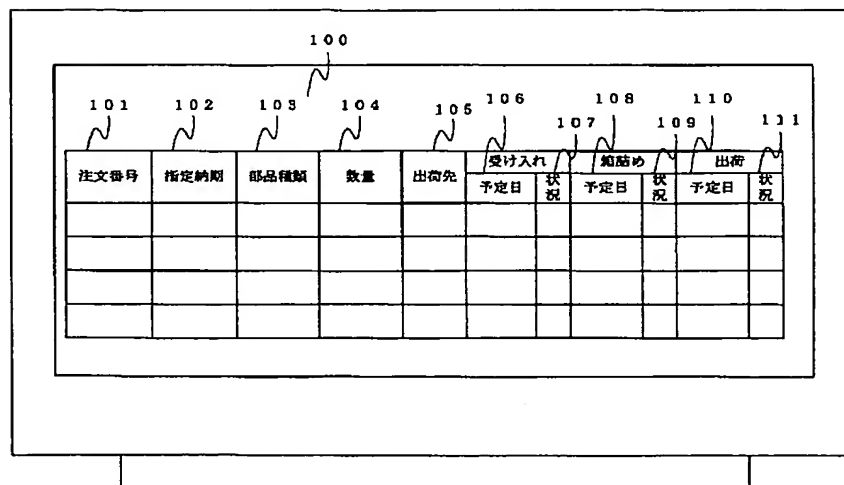 100
101 102 103 104 105 106 107 108 109 110 111
注文番号 指定納期 部品種類 数量 出荷先 受け入れ 箱詰め 出荷
予定日 状況 予定日 状況 予定日 状況